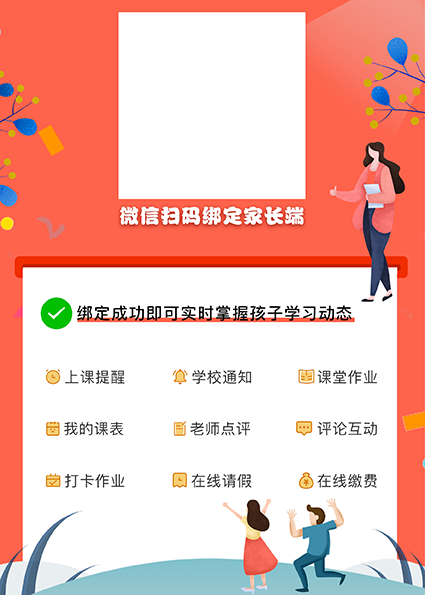 微信扫码绑定家长端
绑定成功即可实时掌握孩子学习动态
上课提醒 学校通知 课堂作业
我的课表 老师点评 评论互动
打卡作业 在线请假 在线缴费